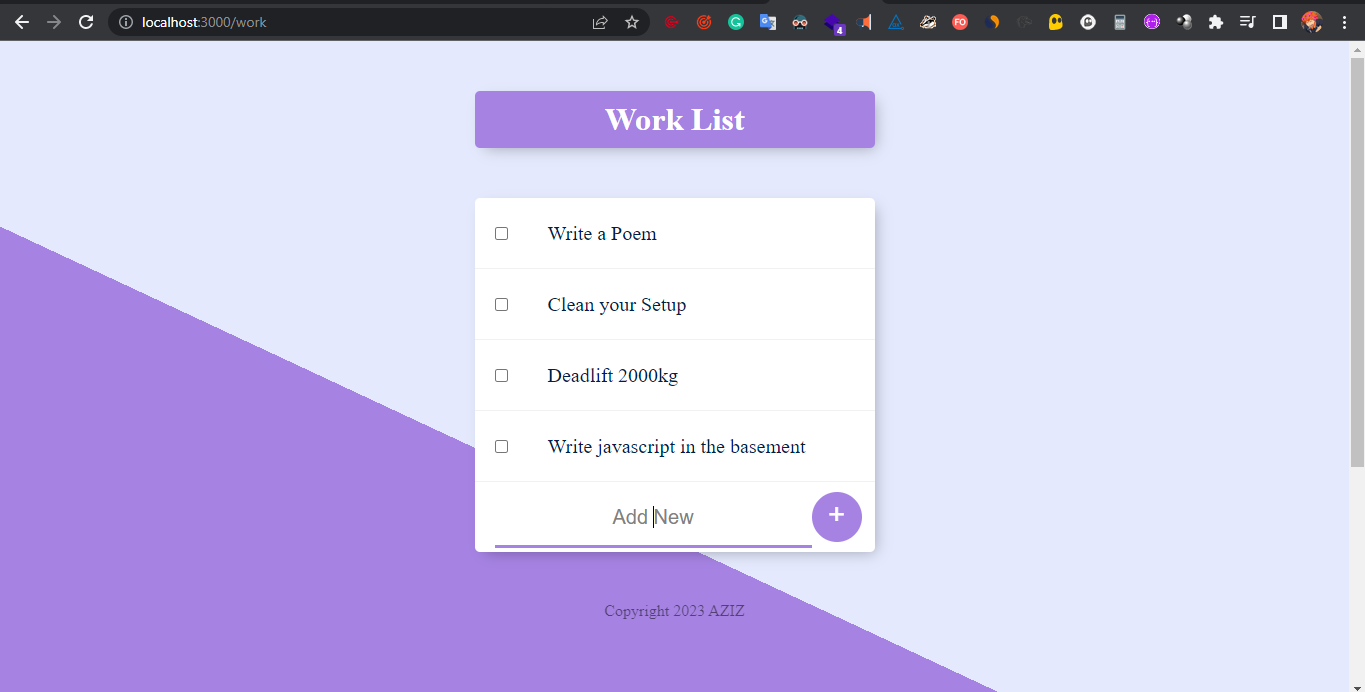 localhost:3000/work
4
FO
Work List
Write a Poem
Clean your Setup
Deadlift 2000kg
Write javascript in the basement
Add New
+
Copyright 2023 AZIZ